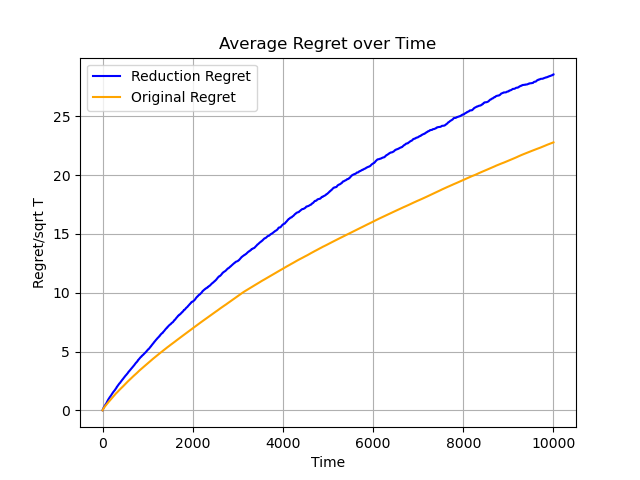 Average Regret over Time
Reduction Regret
Original Regret
Regret/sqrt T
25
20
15
10
5
0
0 2000 4000 6000 8000 10000
Time